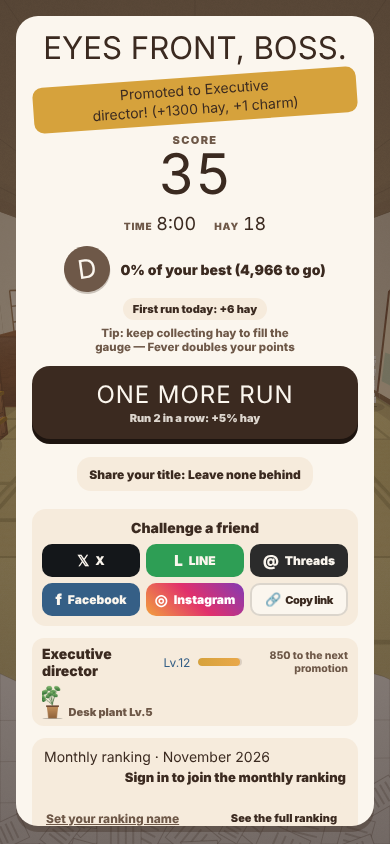 EYES FRONT, BOSS.
Promoted to Executive
director! (+1300 hay, +1 charm)
SCORE
35
TIME 8:00 HAY 18
D 0% of your best (4,966 to go)
First run today: +6 hay
Tip: keep collecting hay to fill the
gauge — Fever doubles your points
ONE MORE RUN
Run 2 in a row: +5% hay
Share your title: Leave none behind
Challenge a friend
𝕏 X L LINE @ Threads
f Facebook Instagram Copy link
Executive
director
Lv.12
850 to the next
promotion
Desk plant Lv.5
Monthly ranking · November 2026
Sign in to join the monthly ranking
Set your ranking name See the full ranking